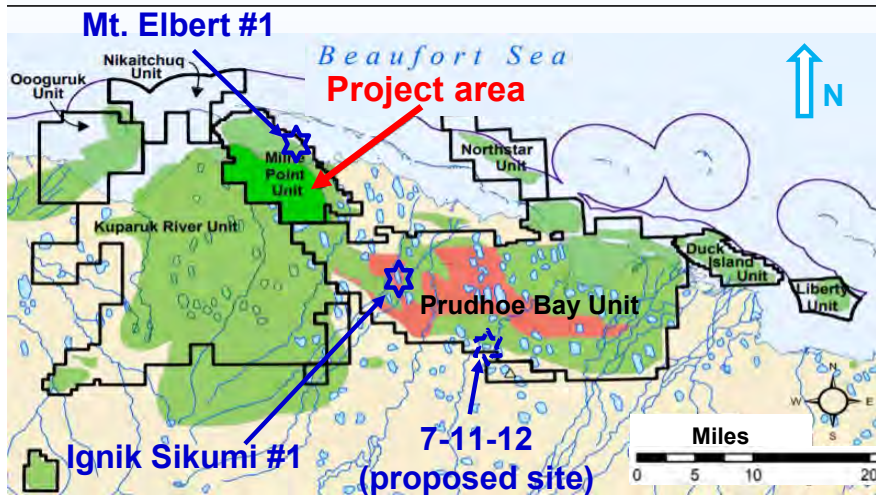 Mt. Elbert #1
Beaufort Sea
Nikaitchuq
Unit
Oooguruk
Unit
Project area
N
Northstar
Unit
Milne
Point
Unit
Kuparuk River Unit
Duck
Island
Unit
Liberty
Unit
Prudhoe Bay Unit
N
W
E
S
Ignik Sikumi #1
7-11-12
(proposed site)
Miles
0 5 10 20